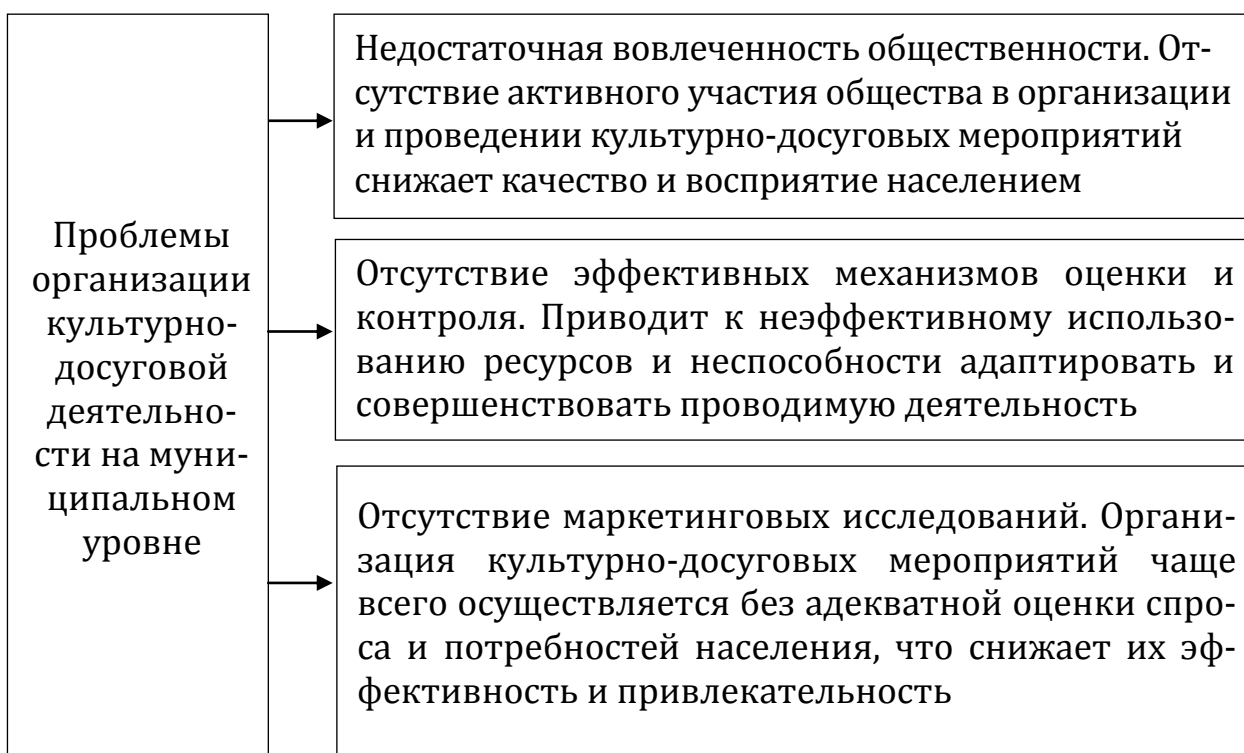 Проблемы
организации
культурно-
досуговой
деятельно-
сти на муни-
ципальном
уровне
Недостаточная вовлеченность общественности. От-
сутствие активного участия общества в организации
и проведении культурно-досуговых мероприятий
снижает качество и восприятие населением
Отсутствие эффективных механизмов оценки и
контроля. Приводит к неэффективному использо-
ванию ресурсов и неспособности адаптировать и
совершенствовать проводимую деятельность
Отсутствие маркетинговых исследований. Органи-
зация культурно-досуговых мероприятий чаще
всего осуществляется без адекватной оценки спро-
са и потребностей населения, что снижает их эф-
фективность и привлекательность